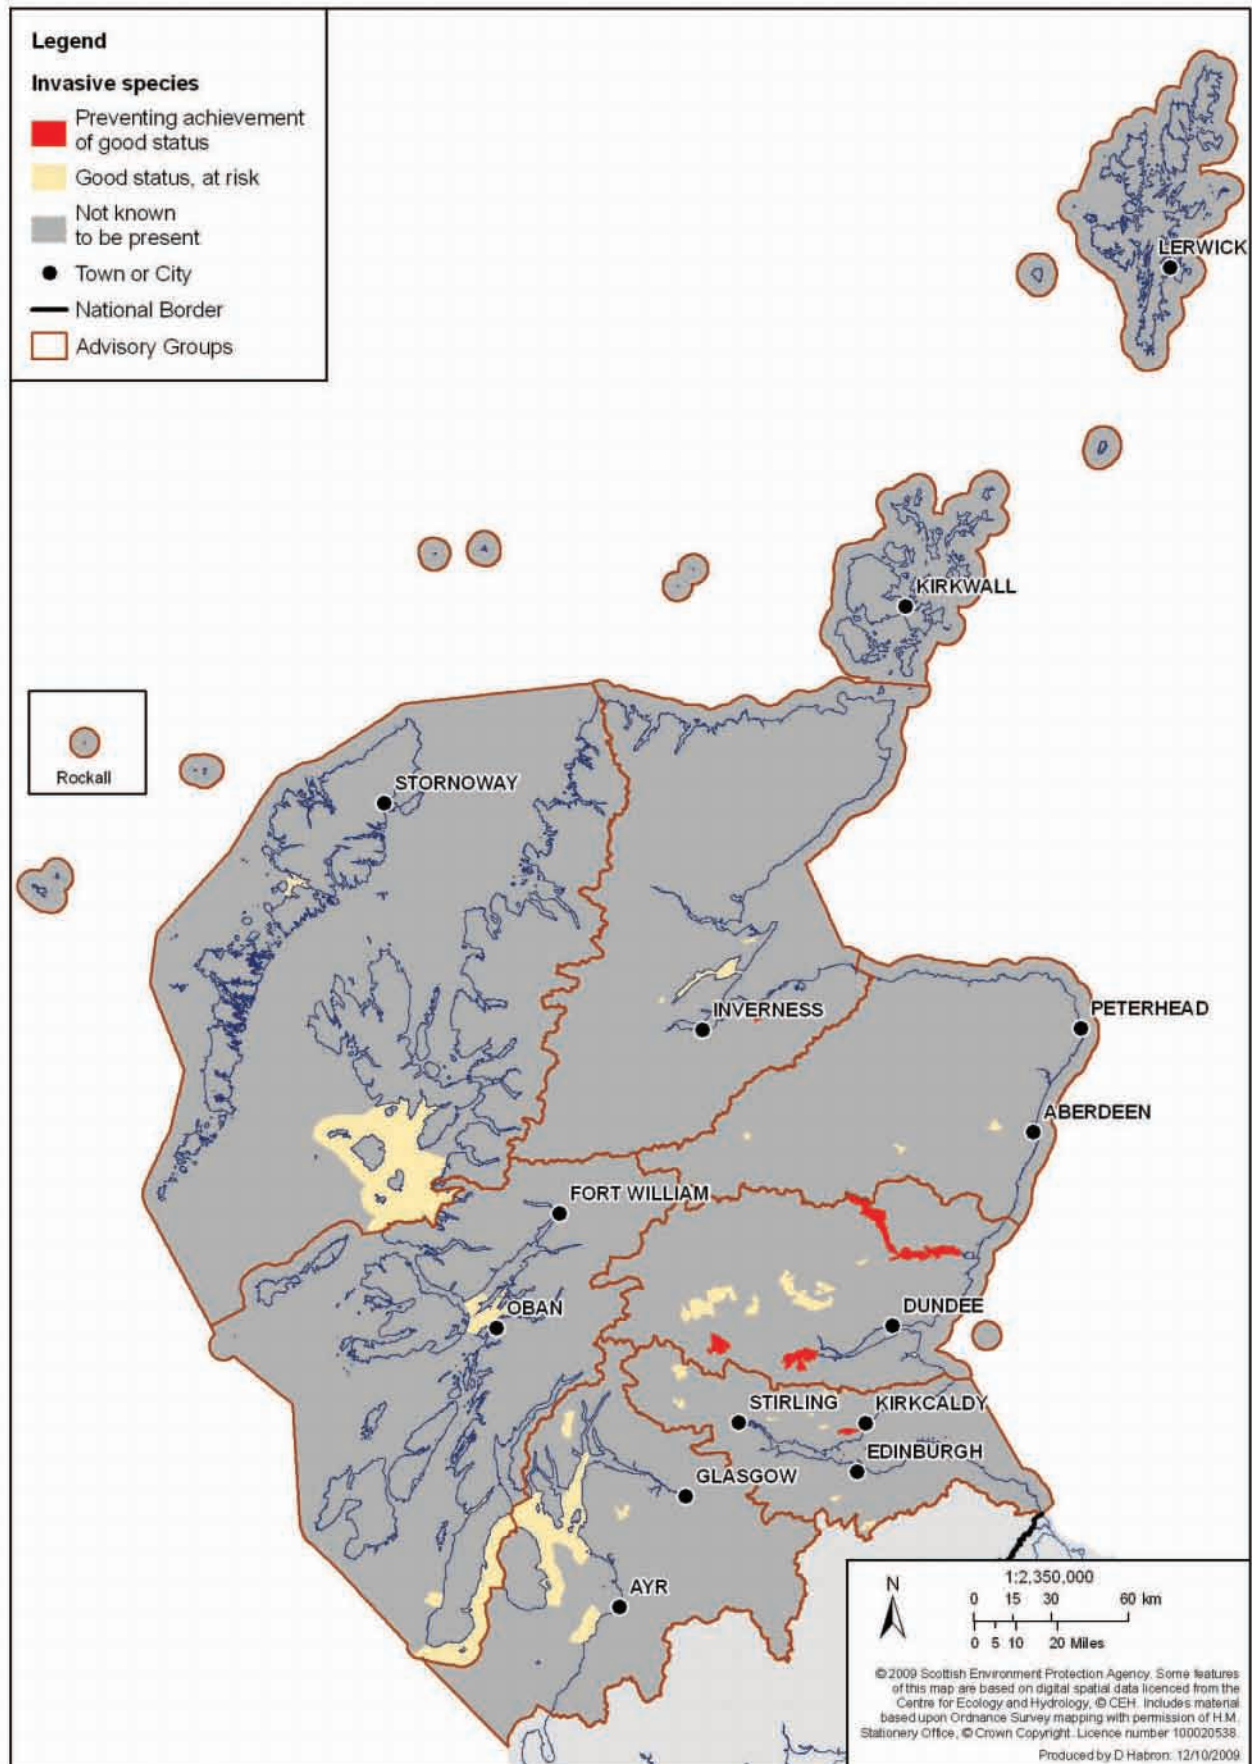 Legend
Invasive species
Preventing achievement
of good status
Good status, at risk
Not known
to be present
Town or City
National Border
Advisory Groups
LERWICK
KIRKWALL
Rockall
STORNOWAY
INVERNESS
PETERHEAD
ABERDEEN
FORT WILLIAM
OBAN
DUNDEE
STIRLING
KIRKCALDY
EDINBURGH
GLASGOW
AYR
N
1:2,350,000
0 15 30 60 km
0 5 10 20 Miles
© 2009 Scottish Environment Protection Agency. Some features
of this map are based on digital spatial data licenced from the
Centre for Ecology and Hydrology, © CEH. Includes material
based upon Ordnance Survey mapping with permission of H.M.
Stationery Office, © Crown Copyright. Licence number 100020538.
Produced by D Habron: 12/10/2009